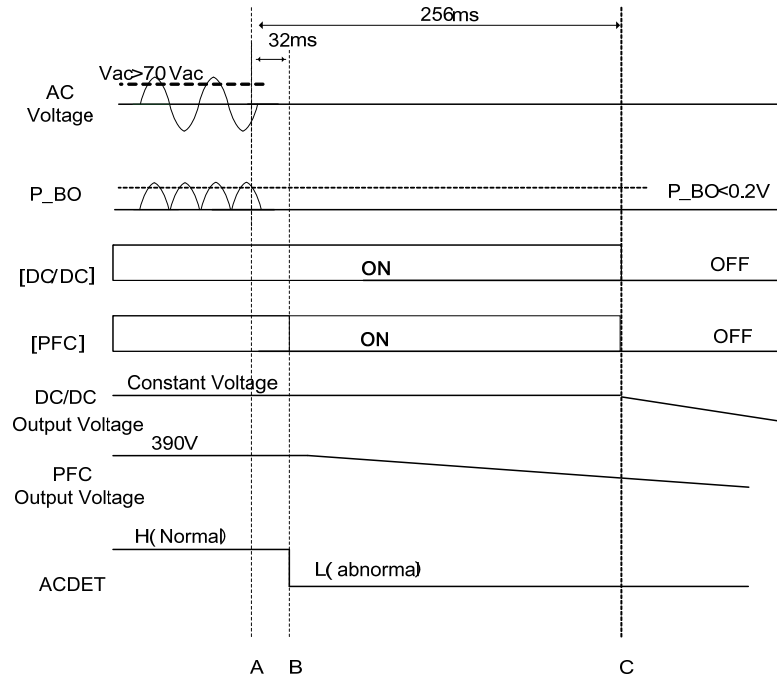 256ms
32ms
Vac>70 Vac
AC
Voltage
P_BO
P_BO<0.2V
[DC/DC]
ON
OFF
[PFC]
ON
OFF
Constant Voltage
DC/DC
Output Voltage
390V
PFC
Output Voltage
H( Normal)
L( abnormal)
ACDET
A
B
C